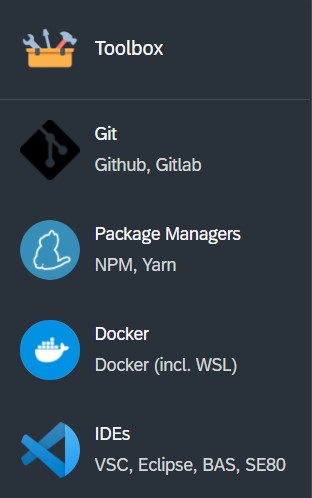 Toolbox
Git
Github, Gitlab
Package Managers
NPM, Yarn
Docker
Docker (incl. WSL)
IDEs
VSC, Eclipse, BAS, SE80